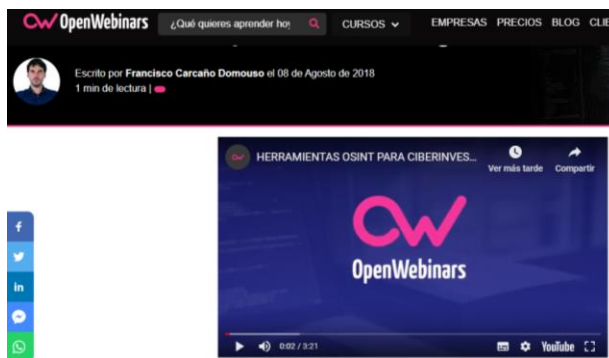 OpenWebinars
¿Qué quieres aprender hoy
CURSOS
EMPRESAS PRECIOS BLOG CLIE
Escrito por Francisco Carcaño Domouso el 08 de Agosto de 2018
1 min de lectura |
HERRAMIENTAS OSINT PARA CIBERINVES...
Ver más tarde Compartir
OpenWebinars
0:02 / 3:21
YouTube